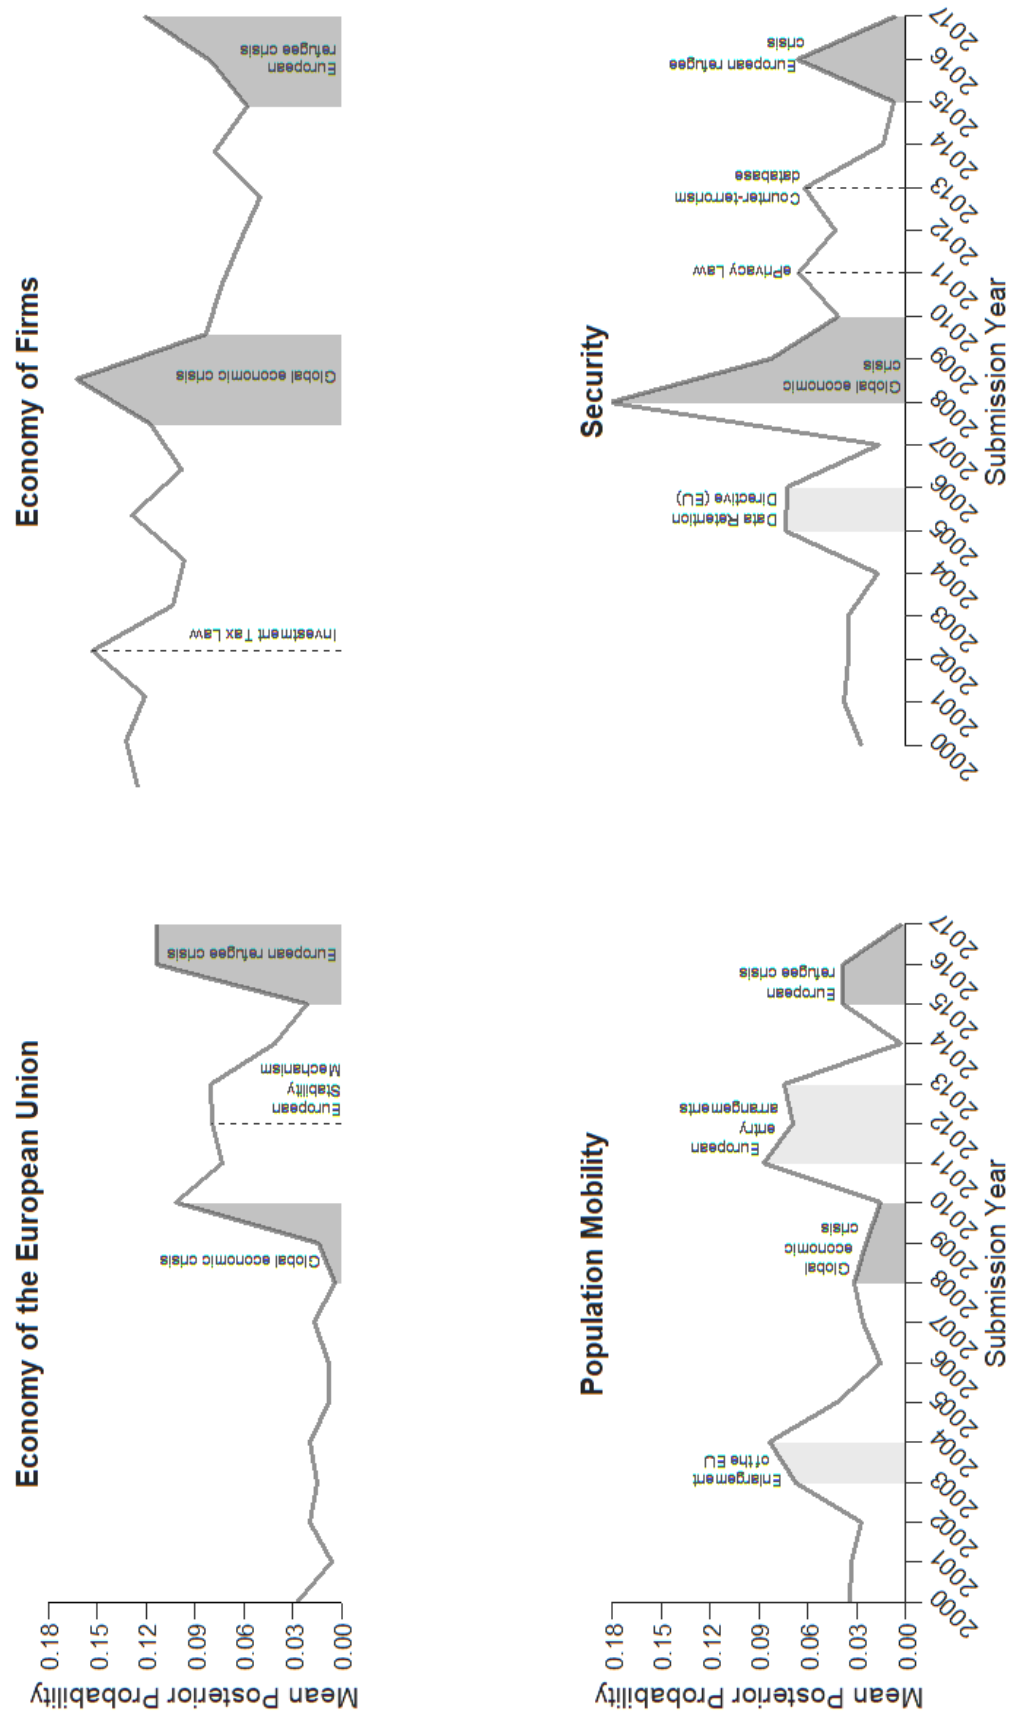 Economy of the European Union
Mean Posterior Probability
0.18
0.15
0.12
0.09
0.06
0.03
0.00
Global economic crisis
European
Stability
Mechanism
European refugee crisis
Economy of Firms
Investment Tax Law
Global economic crisis
European
refugee crisis
Population Mobility
Mean Posterior Probability
0.18
0.15
0.12
0.09
0.06
0.03
0.00
Enlargement
of the EU
Global
economic
crisis
European
entry
arrangements
European
refugee crisis
2000
2001
2002
2003
2004
2005
2006
2007
2008
2009
2010
2011
2012
2013
2014
2015
2016
2017
Submission Year
Security
Data Retention
Directive (EU)
Global economic
crisis
ePrivacy Law
Counter-terrorism
database
European refugee
crisis
2000
2001
2002
2003
2004
2005
2006
2007
2008
2009
2010
2011
2012
2013
2014
2015
2016
2017
Submission Year